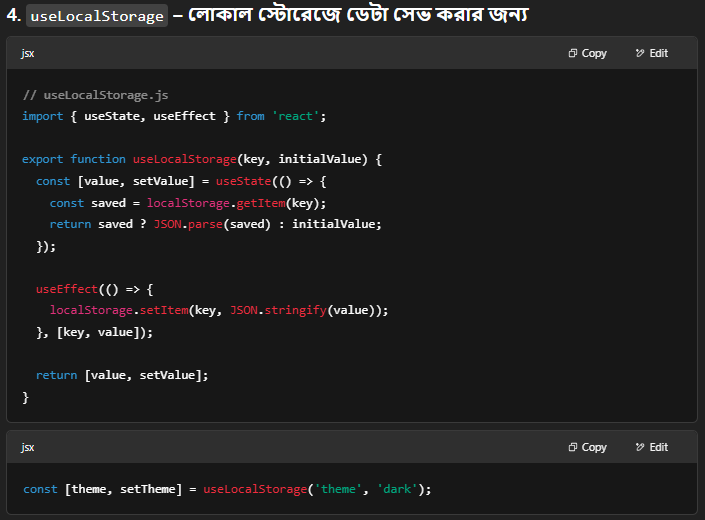 4. useLocalStorage – লোকাল স্টোরেজে ডেটা সেভ করার জন্য
jsx Copy Edit
// useLocalStorage.js
import { useState, useEffect } from 'react';

export function useLocalStorage(key, initialValue) {
  const [value, setValue] = useState(() => {
    const saved = localStorage.getItem(key);
    return saved ? JSON.parse(saved) : initialValue;
  });

  useEffect(() => {
    localStorage.setItem(key, JSON.stringify(value));
  }, [key, value]);

  return [value, setValue];
}
jsx Copy Edit
const [theme, setTheme] = useLocalStorage('theme', 'dark');